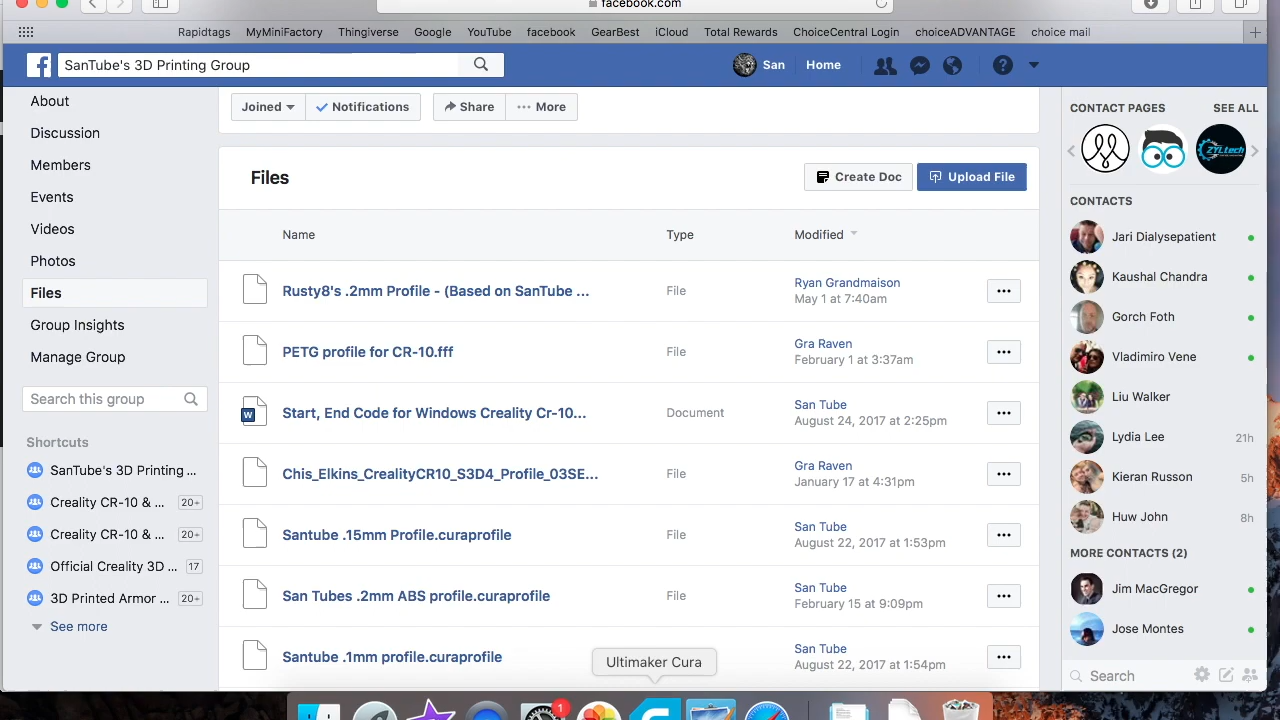 facebook.com
Rapidtags MyMiniFactory Thingiverse Google YouTube facebook GearBest iCloud Total Rewards ChoiceCentral Login choiceADVANTAGE choice mail
SanTube's 3D Printing Group
San Home
About
Discussion
Members
Events
Videos
Photos
Files
Group Insights
Manage Group
Search this group
Shortcuts
SanTube's 3D Printing ...
Creality CR-10 & ... 20+
Creality CR-10 & ... 20+
Official Creality 3D ... 17
3D Printed Armor ... 20+
See more
Joined Notifications Share ··· More
Files
Create Doc Upload File
Name Type Modified
Rusty8's .2mm Profile - (Based on SanTube ... File Ryan Grandmaison
May 1 at 7:40am
PETG profile for CR-10.fff File Gra Raven
February 1 at 3:37am
W Start, End Code for Windows Creality Cr-10... Document San Tube
August 24, 2017 at 2:25pm
Chis_Elkins_CrealityCR10_S3D4_Profile_03SE... File Gra Raven
January 17 at 4:31pm
Santube .15mm Profile.curaprofile File San Tube
August 22, 2017 at 1:53pm
San Tubes .2mm ABS profile.curaprofile File San Tube
February 15 at 9:09pm
Santube .1mm profile.curaprofile File San Tube
August 22, 2017 at 1:54pm
Ultimaker Cura
1
CONTACT PAGES SEE ALL
ZYLtech
CONTACTS
Jari Dialysepatient
Kaushal Chandra
Gorch Foth
Vladimiro Vene
Liu Walker
Lydia Lee 21h
Kieran Russon 5h
Huw John 8h
MORE CONTACTS (2)
Jim MacGregor
Jose Montes
Search